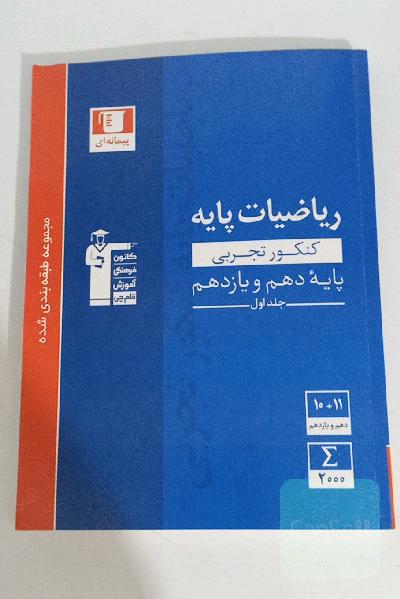 پیمانه‌ای
ریاضیات پایه
کنکور تجربی
پایهٔ دهم و یازدهم
جلد اول
کانون
فرهنگی
آموزش
قلم‌چی
مجموعه طبقه‌بندی شده
۱۰+۱۱
دهم و یازدهم
Σ
۲۰۰۰